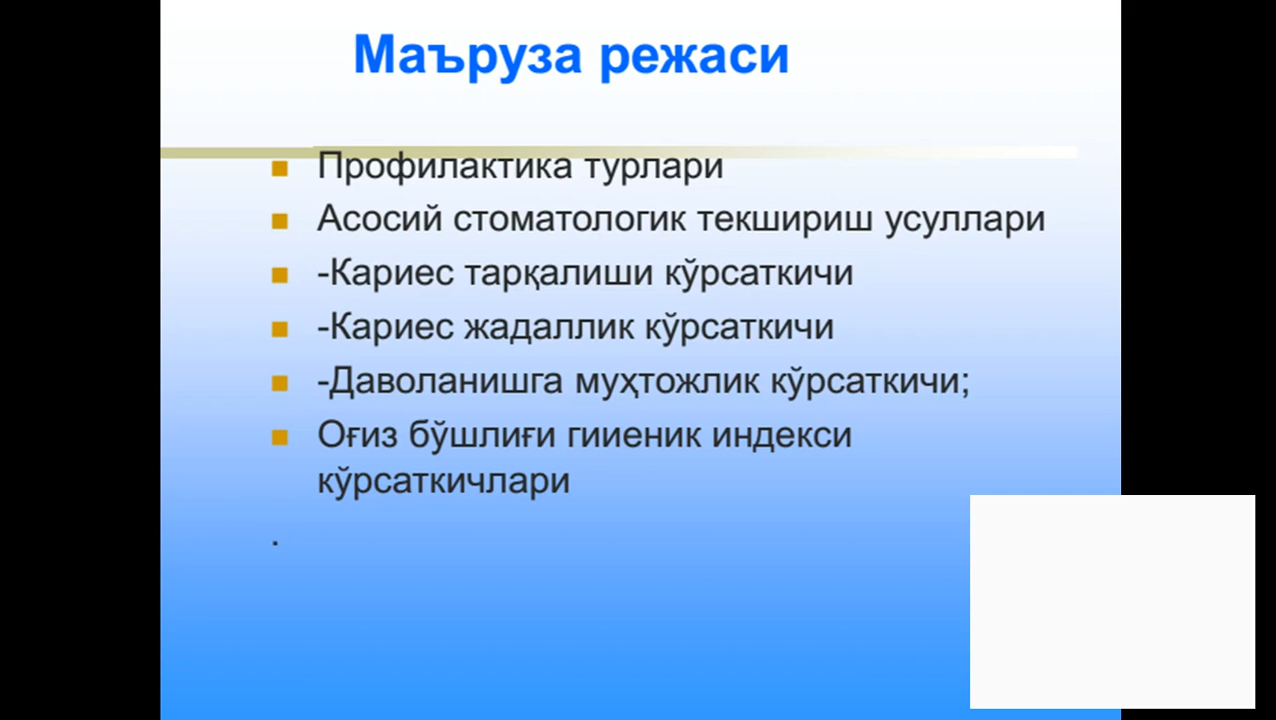 Маъруза режаси
Профилактика турлари
Асосий стоматологик текшириш усуллари
-Кариес тарқалиши кўрсаткичи
-Кариес жадаллик кўрсаткичи
-Даволанишга муҳтожлик кўрсаткичи;
Оғиз бўшлиғи гииеник индекси
кўрсаткичлари
.